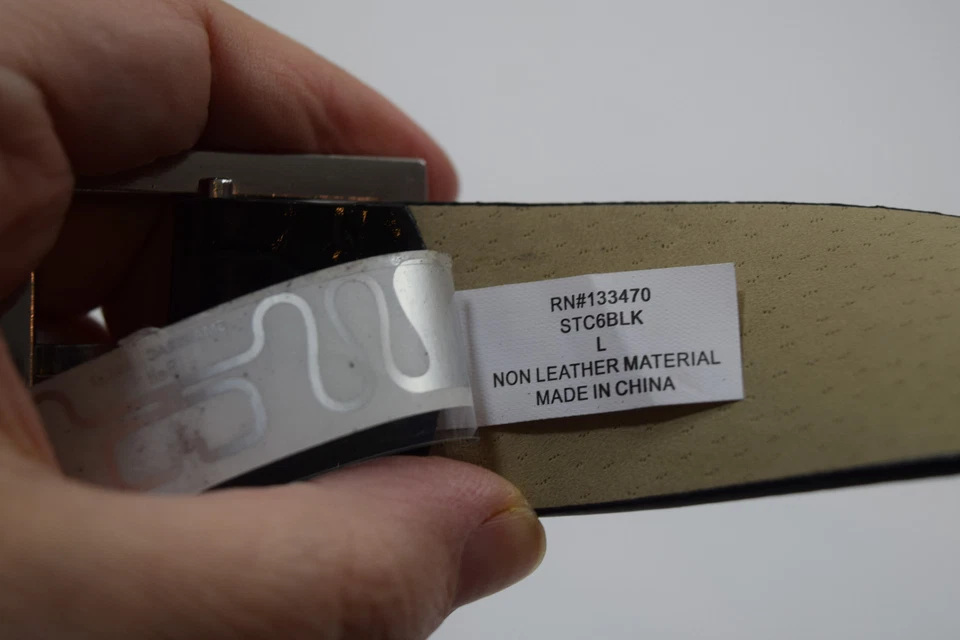 RN#133470
STC6BLK
L
NON LEATHER MATERIAL
MADE IN CHINA